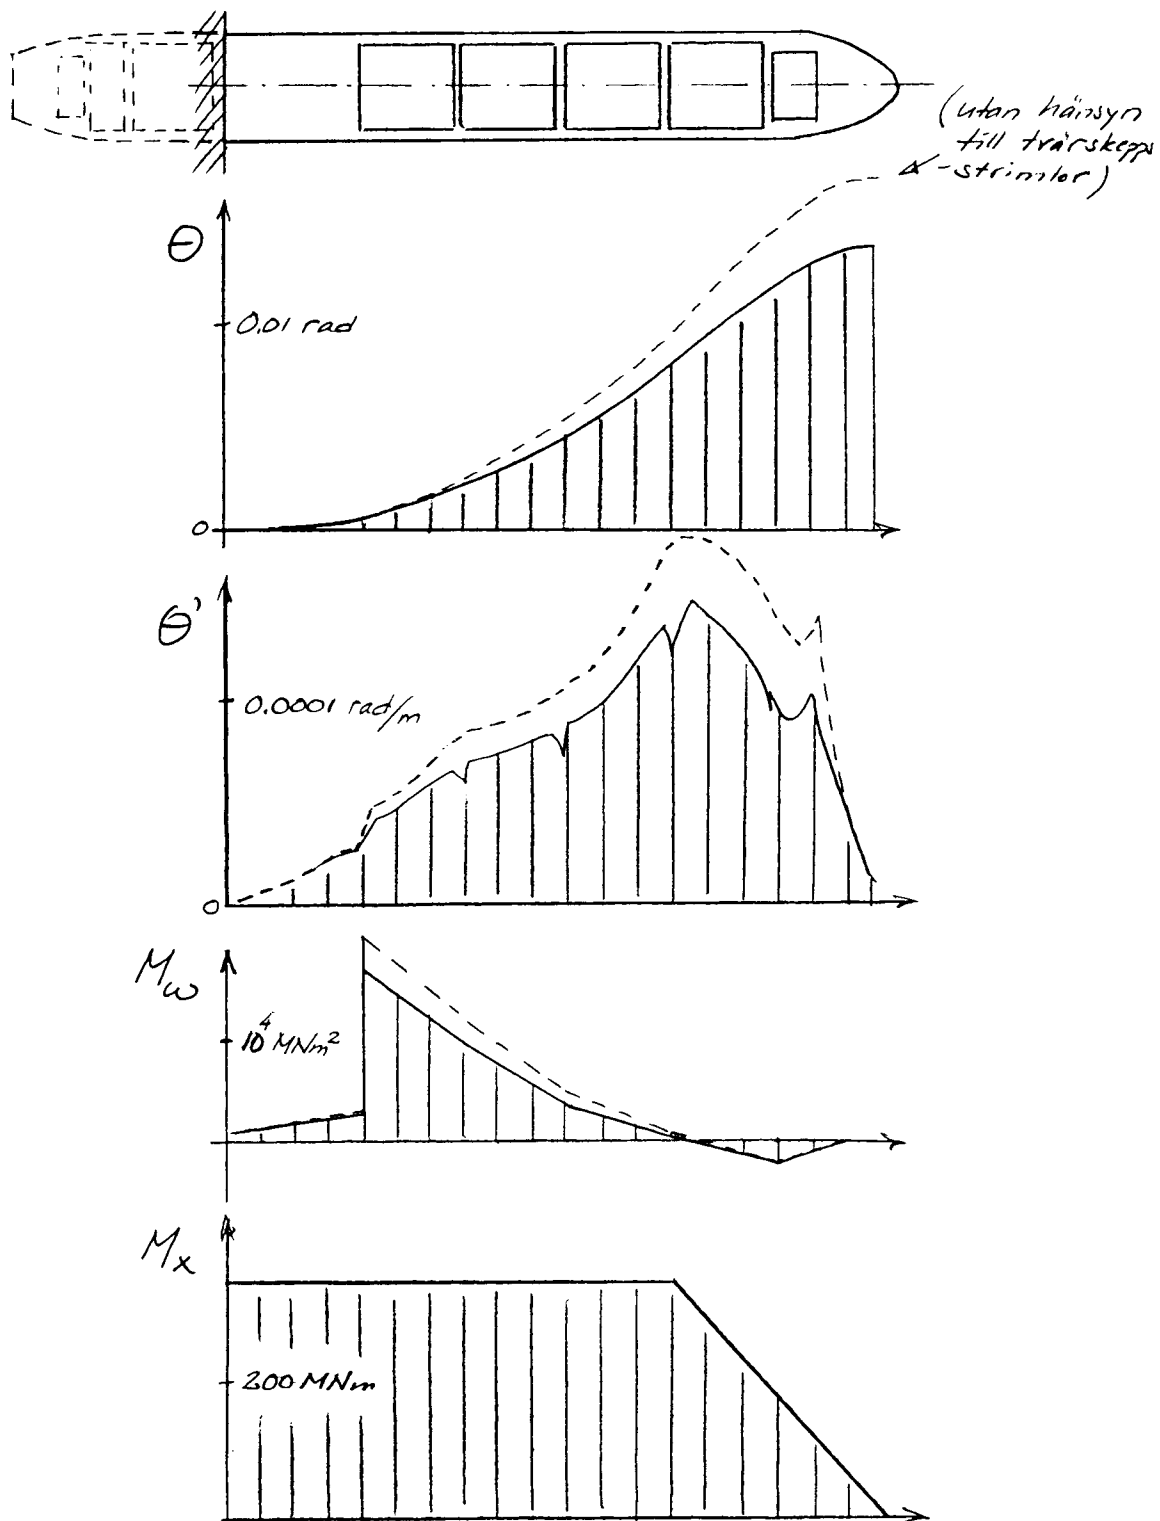 (utan hänsyn
till tvärskepps
-strimlor)
θ
0.01 rad
0
θ'
0.0001 rad/m
0
Mω
10⁴ MNm²
Mx
200 MNm